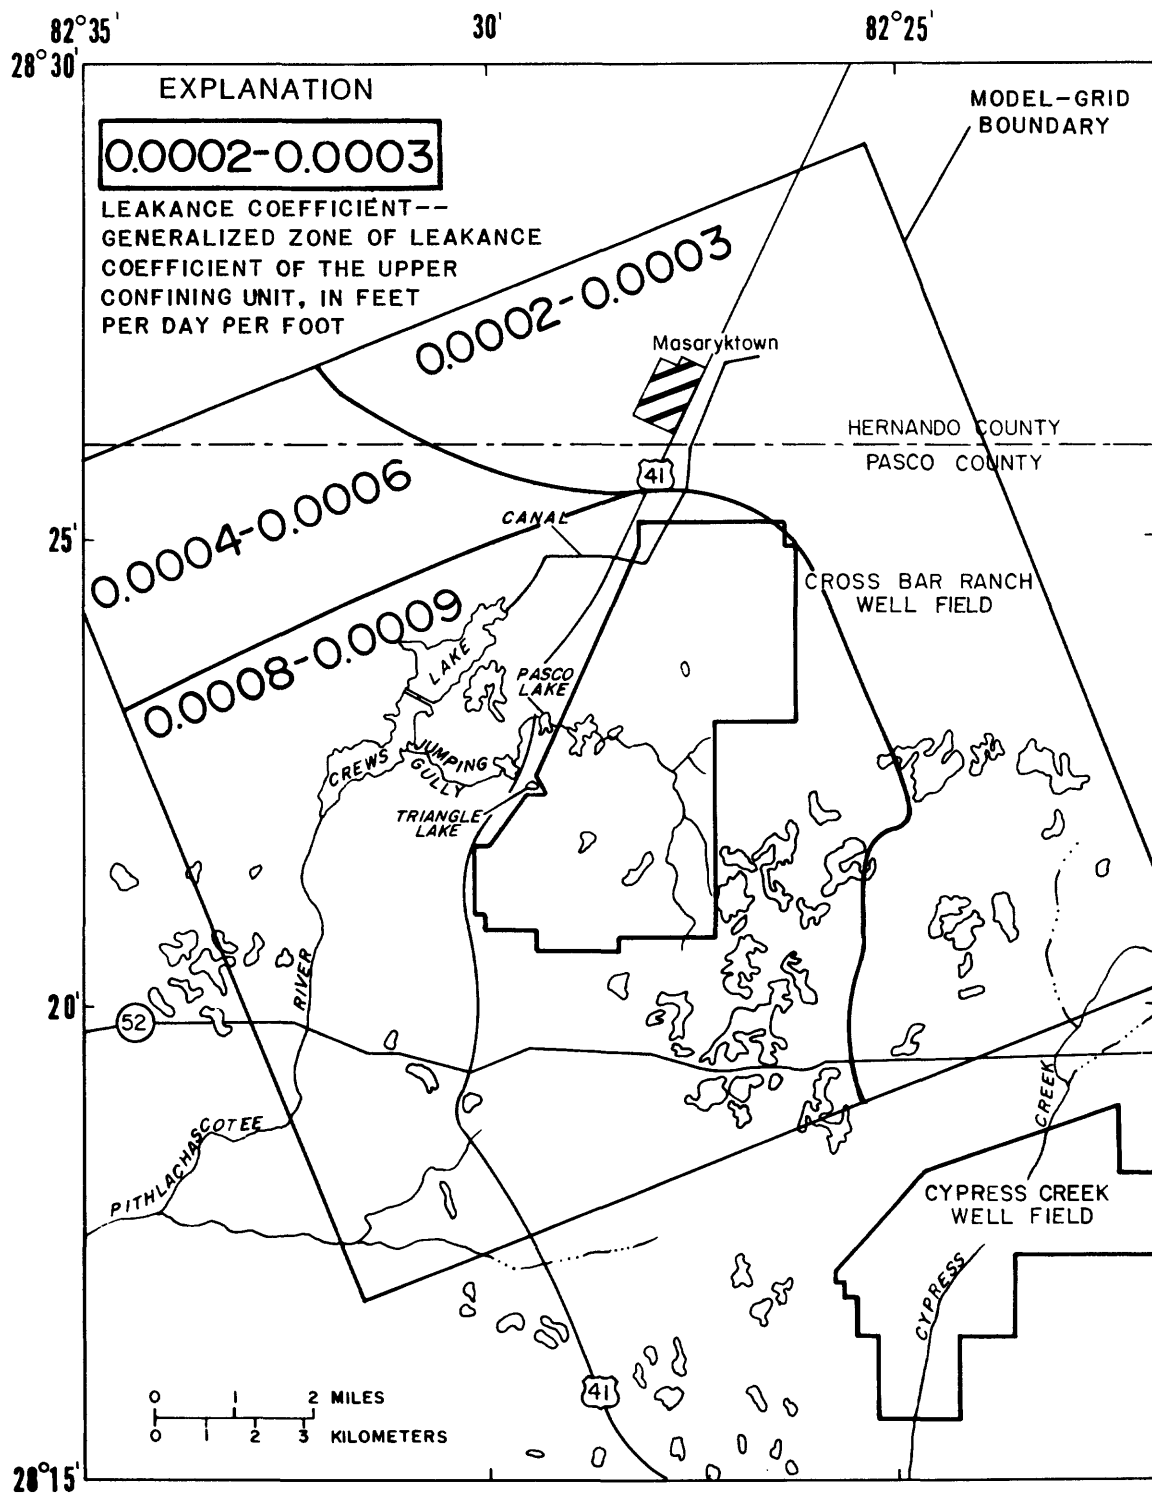 82°35'
30'
82°25'
28°30'
EXPLANATION
0.0002-0.0003
LEAKANCE COEFFICIENT--
GENERALIZED ZONE OF LEAKANCE
COEFFICIENT OF THE UPPER
CONFINING UNIT, IN FEET
PER DAY PER FOOT
MODEL-GRID
BOUNDARY
0.0002-0.0003
Masaryktown
HERNANDO COUNTY
PASCO COUNTY
41
0.0004-0.0006
CANAL
25'
CROSS BAR RANCH
WELL FIELD
0.0008-0.0009
LAKE
PASCO
LAKE
CREWS
JUMPING
GULLY
TRIANGLE
LAKE
RIVER
20'
52
CREEK
PITHLACHASCOTEE
CYPRESS CREEK
WELL FIELD
CYPRESS
41
0 1 2 MILES
0 1 2 3 KILOMETERS
28°15'